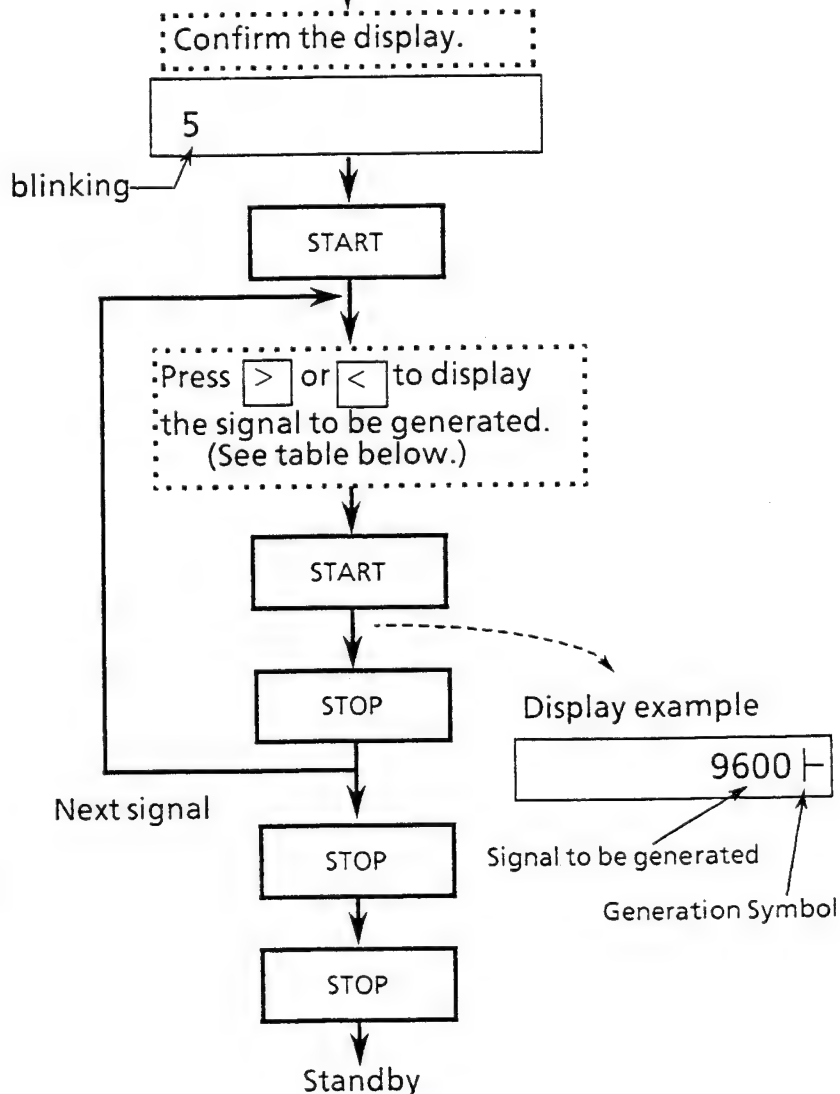 Confirm the display.
5
blinking
START
Press > or < to display
the signal to be generated.
(See table below.)
START
STOP
Display example
9600 ├
Next signal
Signal to be generated
STOP
Generation Symbol
STOP
Standby